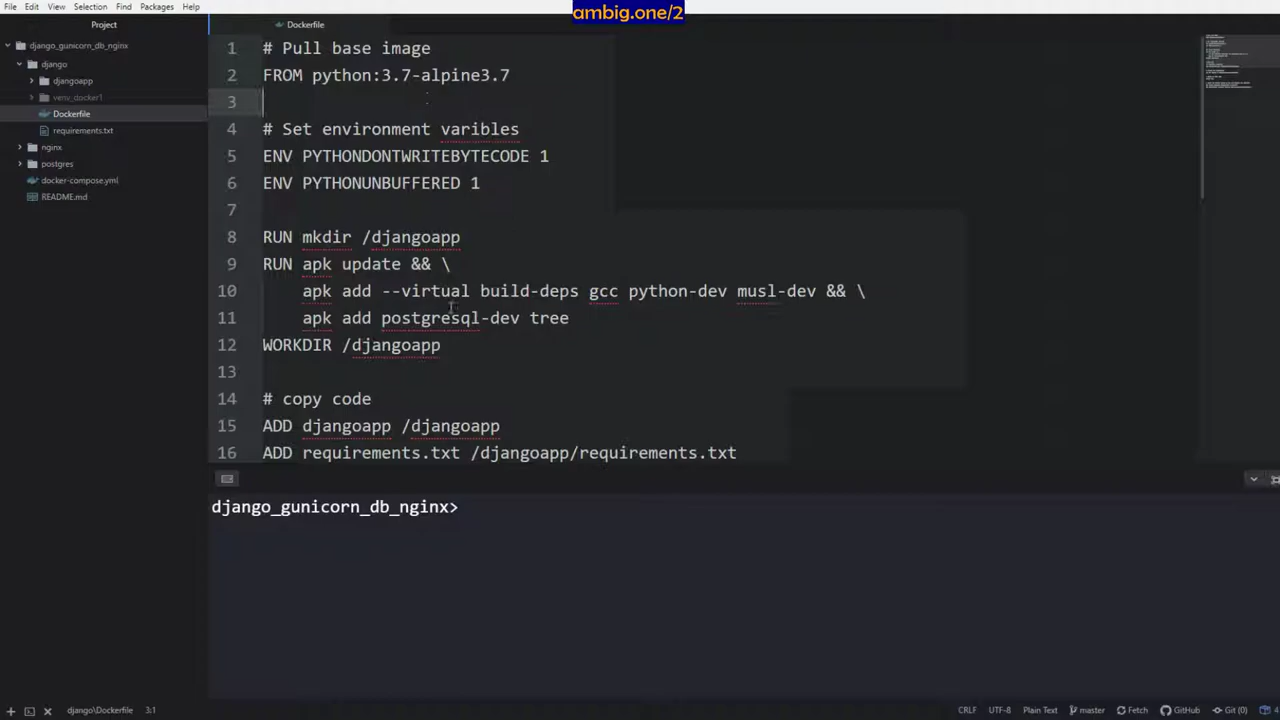 ambig.one/2
File Edit View Selection Find Packages Help
Project
django_gunicorn_db_nginx
django
djangoapp
venv_docker1
Dockerfile
requirements.txt
nginx
postgres
docker-compose.yml
README.md
Dockerfile
1 # Pull base image
2 FROM python:3.7-alpine3.7
3
4 # Set environment varibles
5 ENV PYTHONDONTWRITEBYTECODE 1
6 ENV PYTHONUNBUFFERED 1
7
8 RUN mkdir /djangoapp
9 RUN apk update && \
10 apk add --virtual build-deps gcc python-dev musl-dev && \
11 apk add postgresql-dev tree
12 WORKDIR /djangoapp
13
14 # copy code
15 ADD djangoapp /djangoapp
16 ADD requirements.txt /djangoapp/requirements.txt
django_gunicorn_db_nginx>
django\Dockerfile 3:1 CRLF UTF-8 Plain Text master Fetch GitHub Git (0) 4